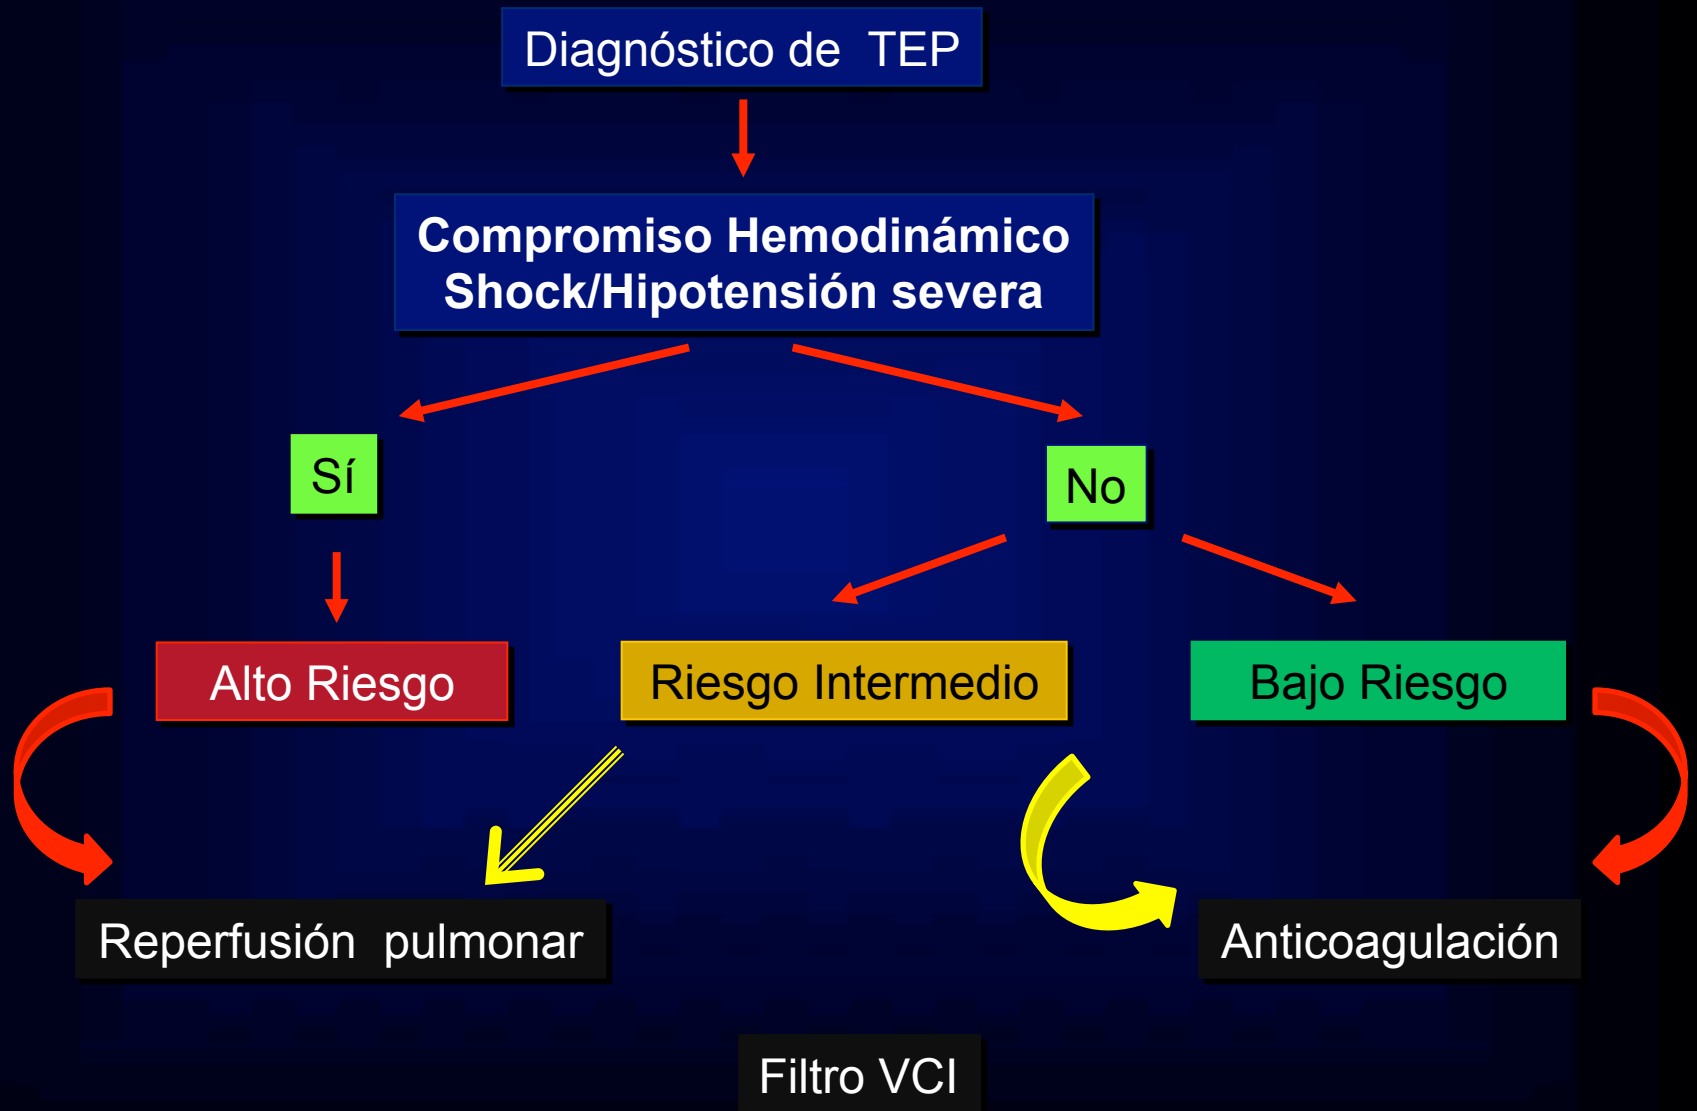 Diagnóstico de  TEP
Compromiso Hemodinámico
Shock/Hipotensión severa
Sí
No
Alto Riesgo
Riesgo Intermedio
Bajo Riesgo
Reperfusión  pulmonar
Anticoagulación
Filtro VCI